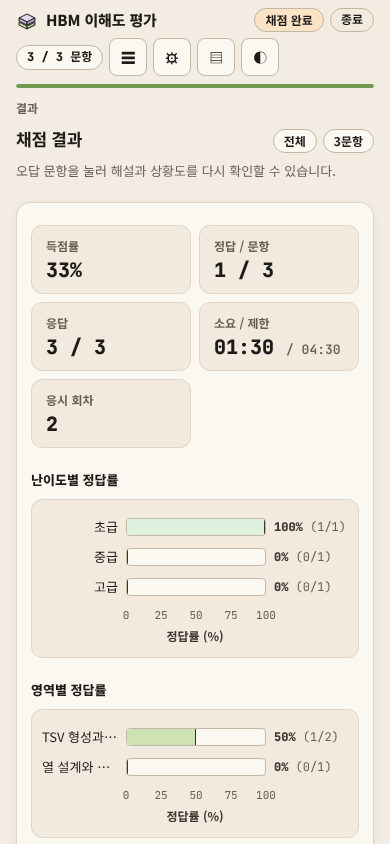 HBM 이해도 평가
채점 완료
종료
3 / 3 문항
결과
채점 결과
전체
3문항
오답 문항을 눌러 해설과 상황도를 다시 확인할 수 있습니다.
득점률
33%
정답 / 문항
1 / 3
응답
3 / 3
소요 / 제한
01:30 / 04:30
응시 회차
2
난이도별 정답률
초급 100% (1/1)
중급 0% (0/1)
고급 0% (0/1)
0 25 50 75 100
정답률 (%)
영역별 정답률
TSV 형성과… 50% (1/2)
열 설계와 … 0% (0/1)
0 25 50 75 100
정답률 (%)